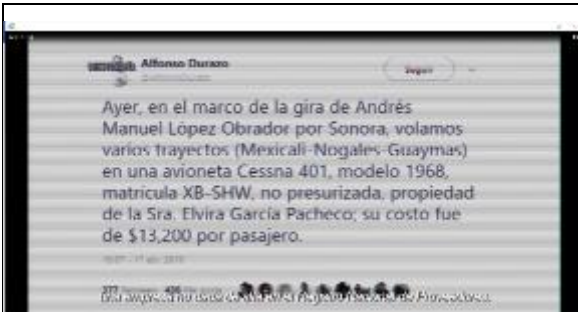 Alfonso Durazo
Seguir
Ayer, en el marco de la gira de Andrés
Manuel López Obrador por Sonora, volamos
varios trayectos (Mexicali-Nogales-Guaymas)
en una avioneta Cessna 401, modelo 1968,
matrícula XB-SHW, no presurizada, propiedad
de la Sra. Elvira García Pacheco; su costo fue
de $13,200 por pasajero.
377